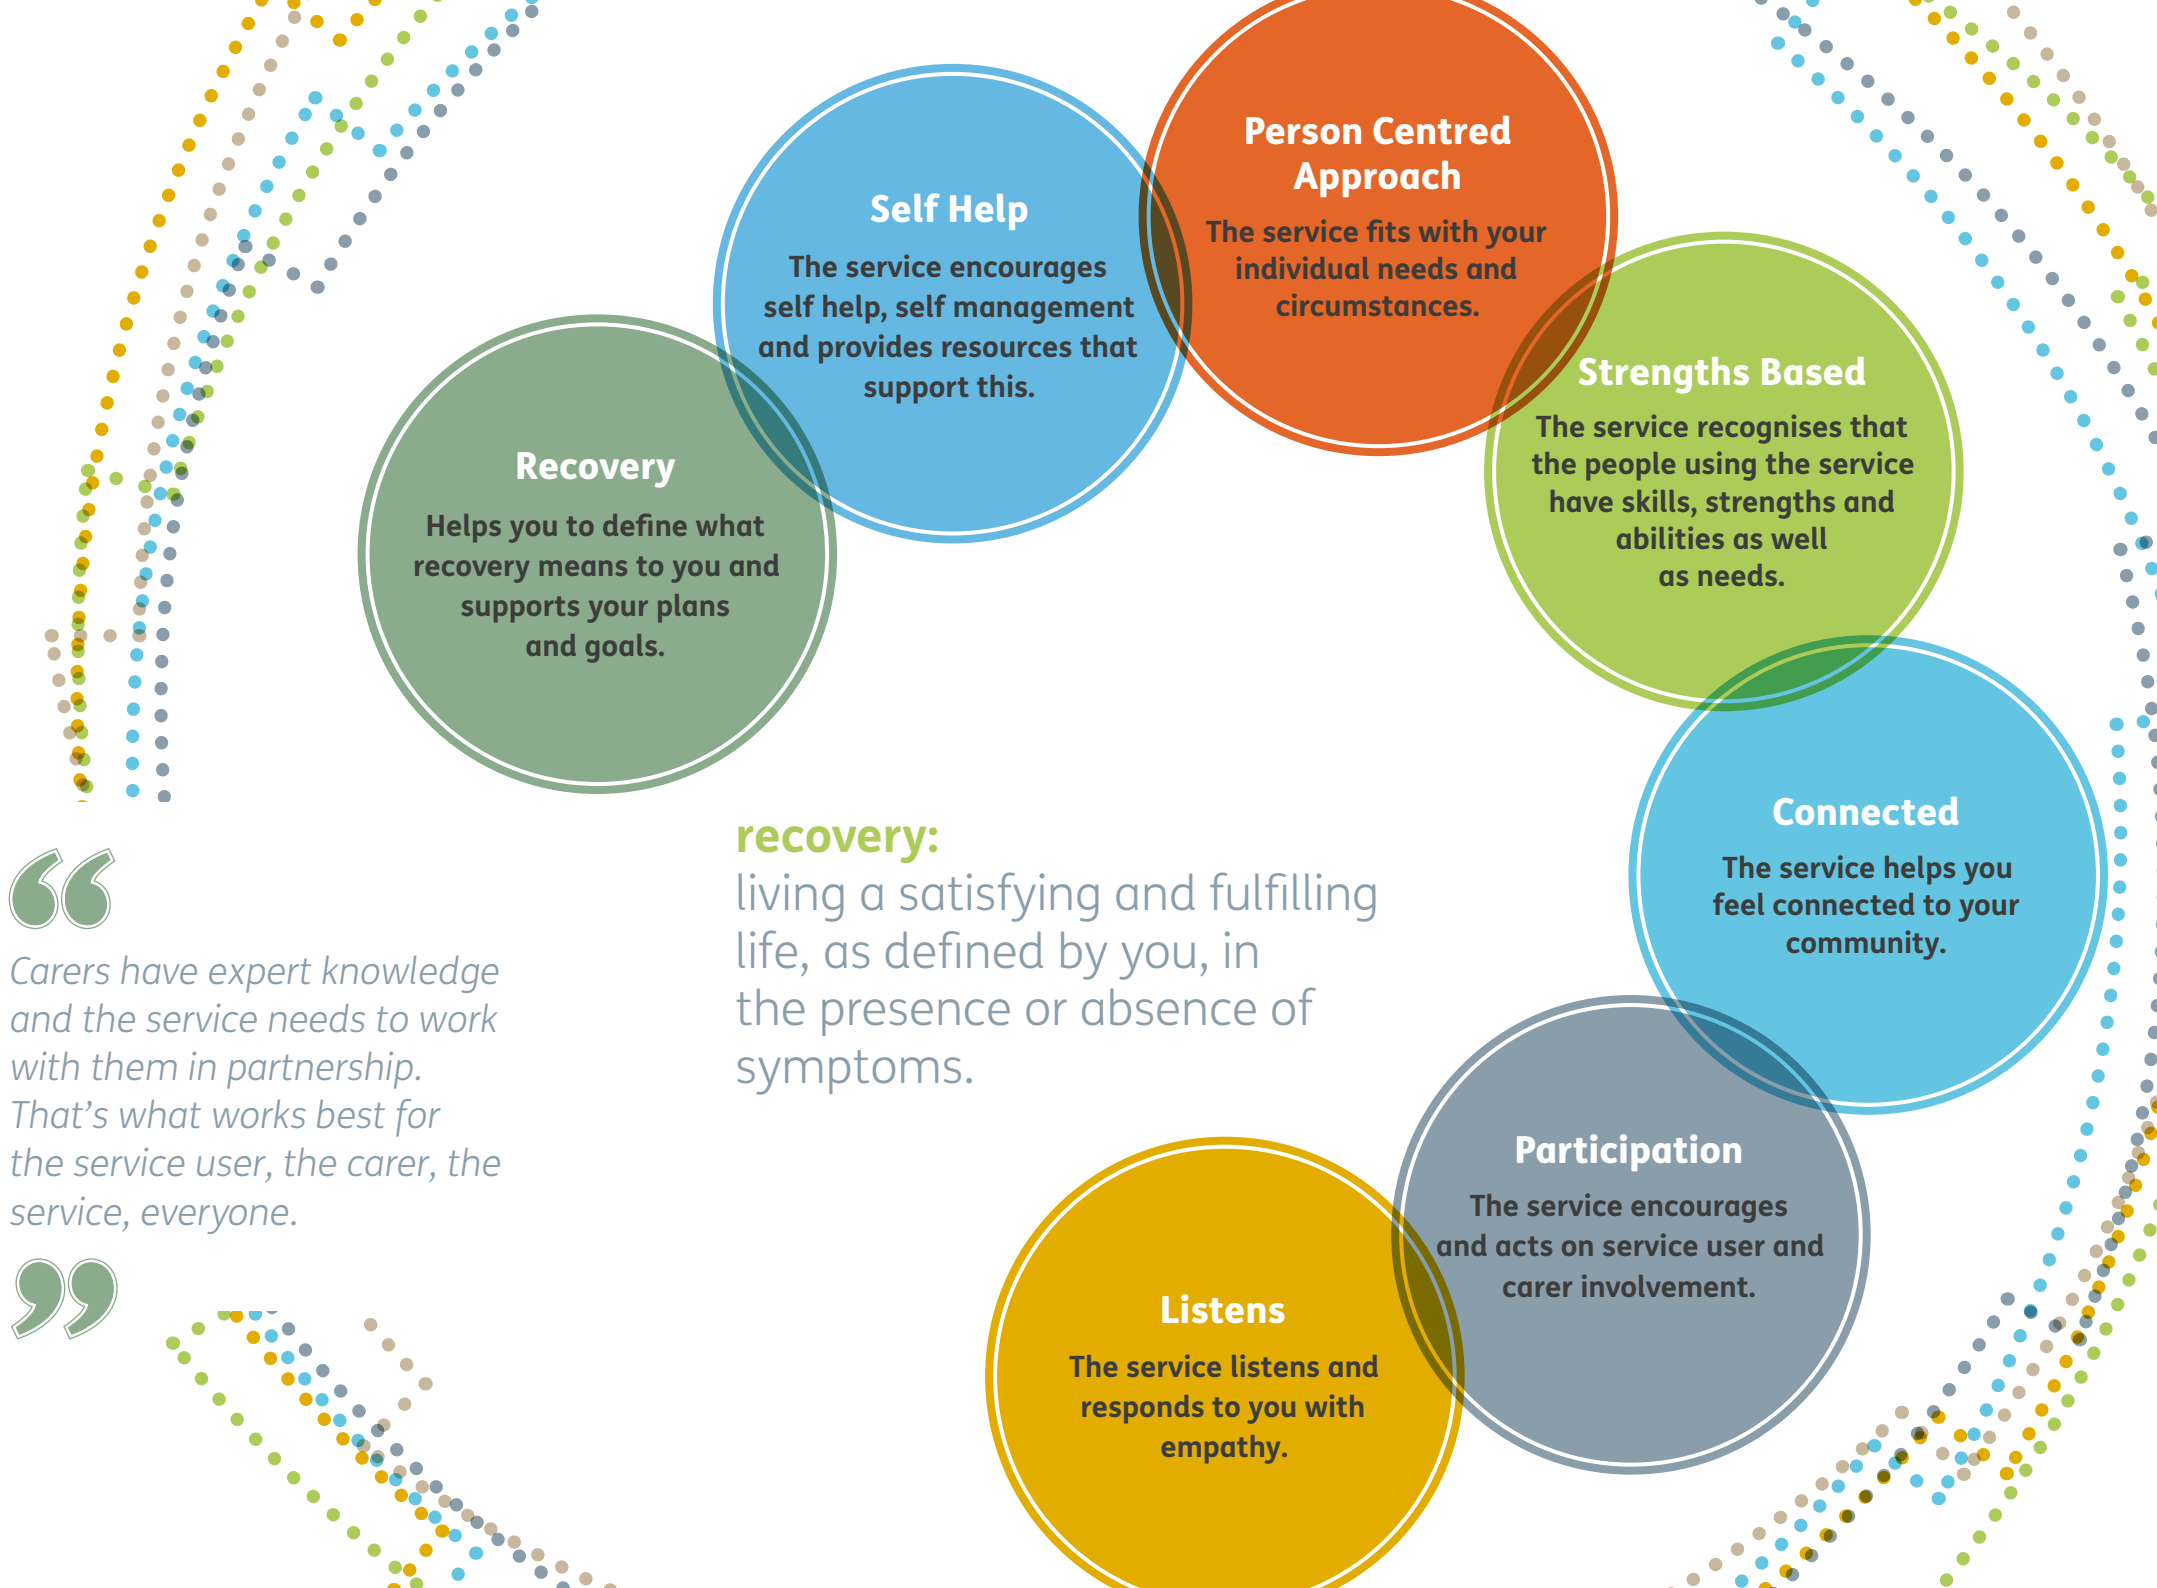 Person Centred
Approach
The service fits with your
individual needs and
circumstances.
Self Help
The service encourages
self help, self management
and provides resources that
support this.
Strengths Based
The service recognises that
the people using the service
have skills, strengths and
abilities as well
as needs.
Recovery
Helps you to define what
recovery means to you and
supports your plans
and goals.
Connected
The service helps you
feel connected to your
community.
recovery:
living a satisfying and fulfilling
life, as defined by you, in
the presence or absence of
symptoms.
“
Carers have expert knowledge
and the service needs to work
with them in partnership.
That’s what works best for
the service user, the carer, the
service, everyone.
”
Participation
The service encourages
and acts on service user and
carer involvement.
Listens
The service listens and
responds to you with
empathy.